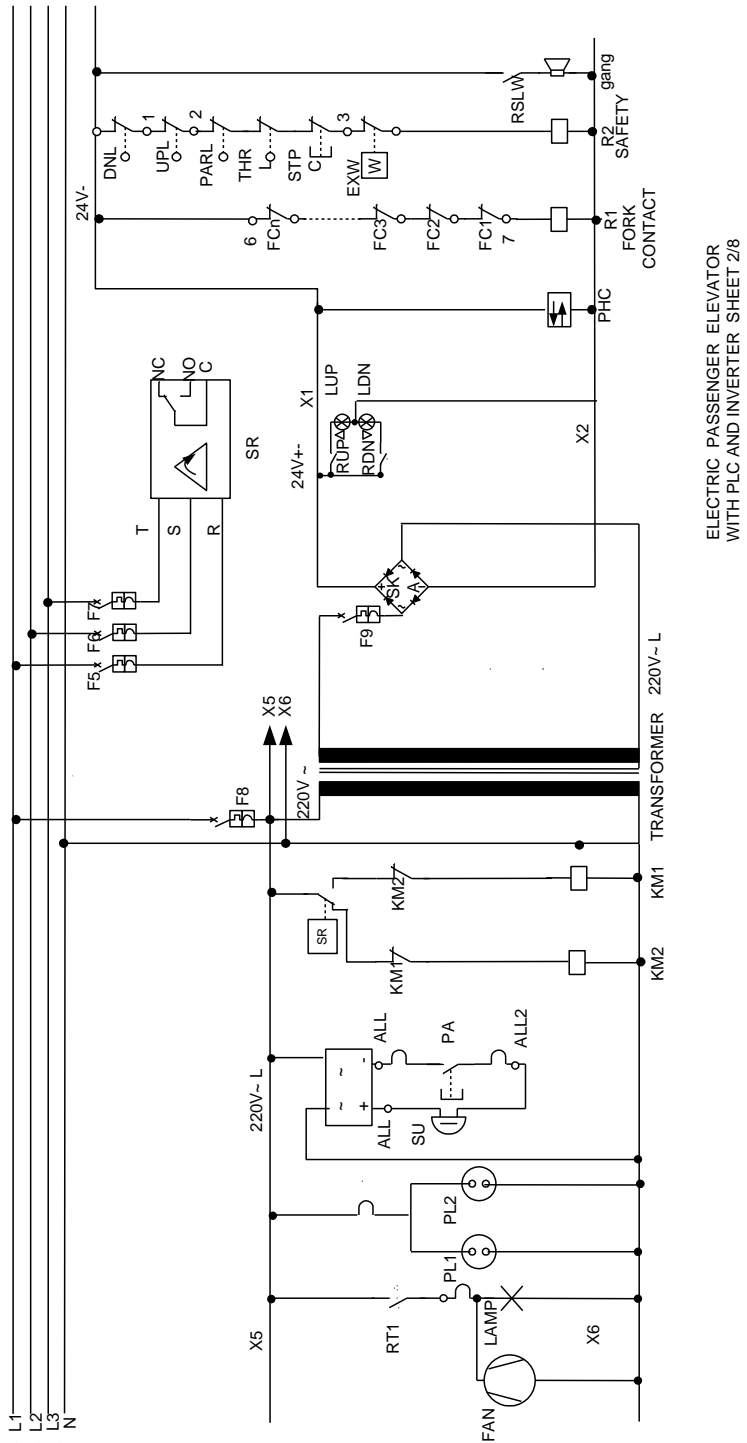 L1
L2
L3
N
X5
X6
FAN
LAMP
RT1
PL1
PL2
220V~ L
~
~
+
-
ALL
ALL
SU
PA
ALL2
KM1
KM2
KM2
KM1
SR
F8
220V ~
X5
X6
TRANSFORMER
220V~ L
F5
F6
F7
R
S
T
SR
NC
NO
C
F9
SK
A
+
-
~
~
24V+-
X1
X2
RUP
RDN
LUP
LDN
PHC
24V-
6
FCn
FC3
FC2
FC1
7
R1
FORK
CONTACT
DNL
1
UPL
2
PARL
THR
L
STP
C
3
EXW
W
R2
SAFETY
RSLW
gang
ELECTRIC PASSENGER ELEVATOR
WITH PLC AND INVERTER SHEET 2/8